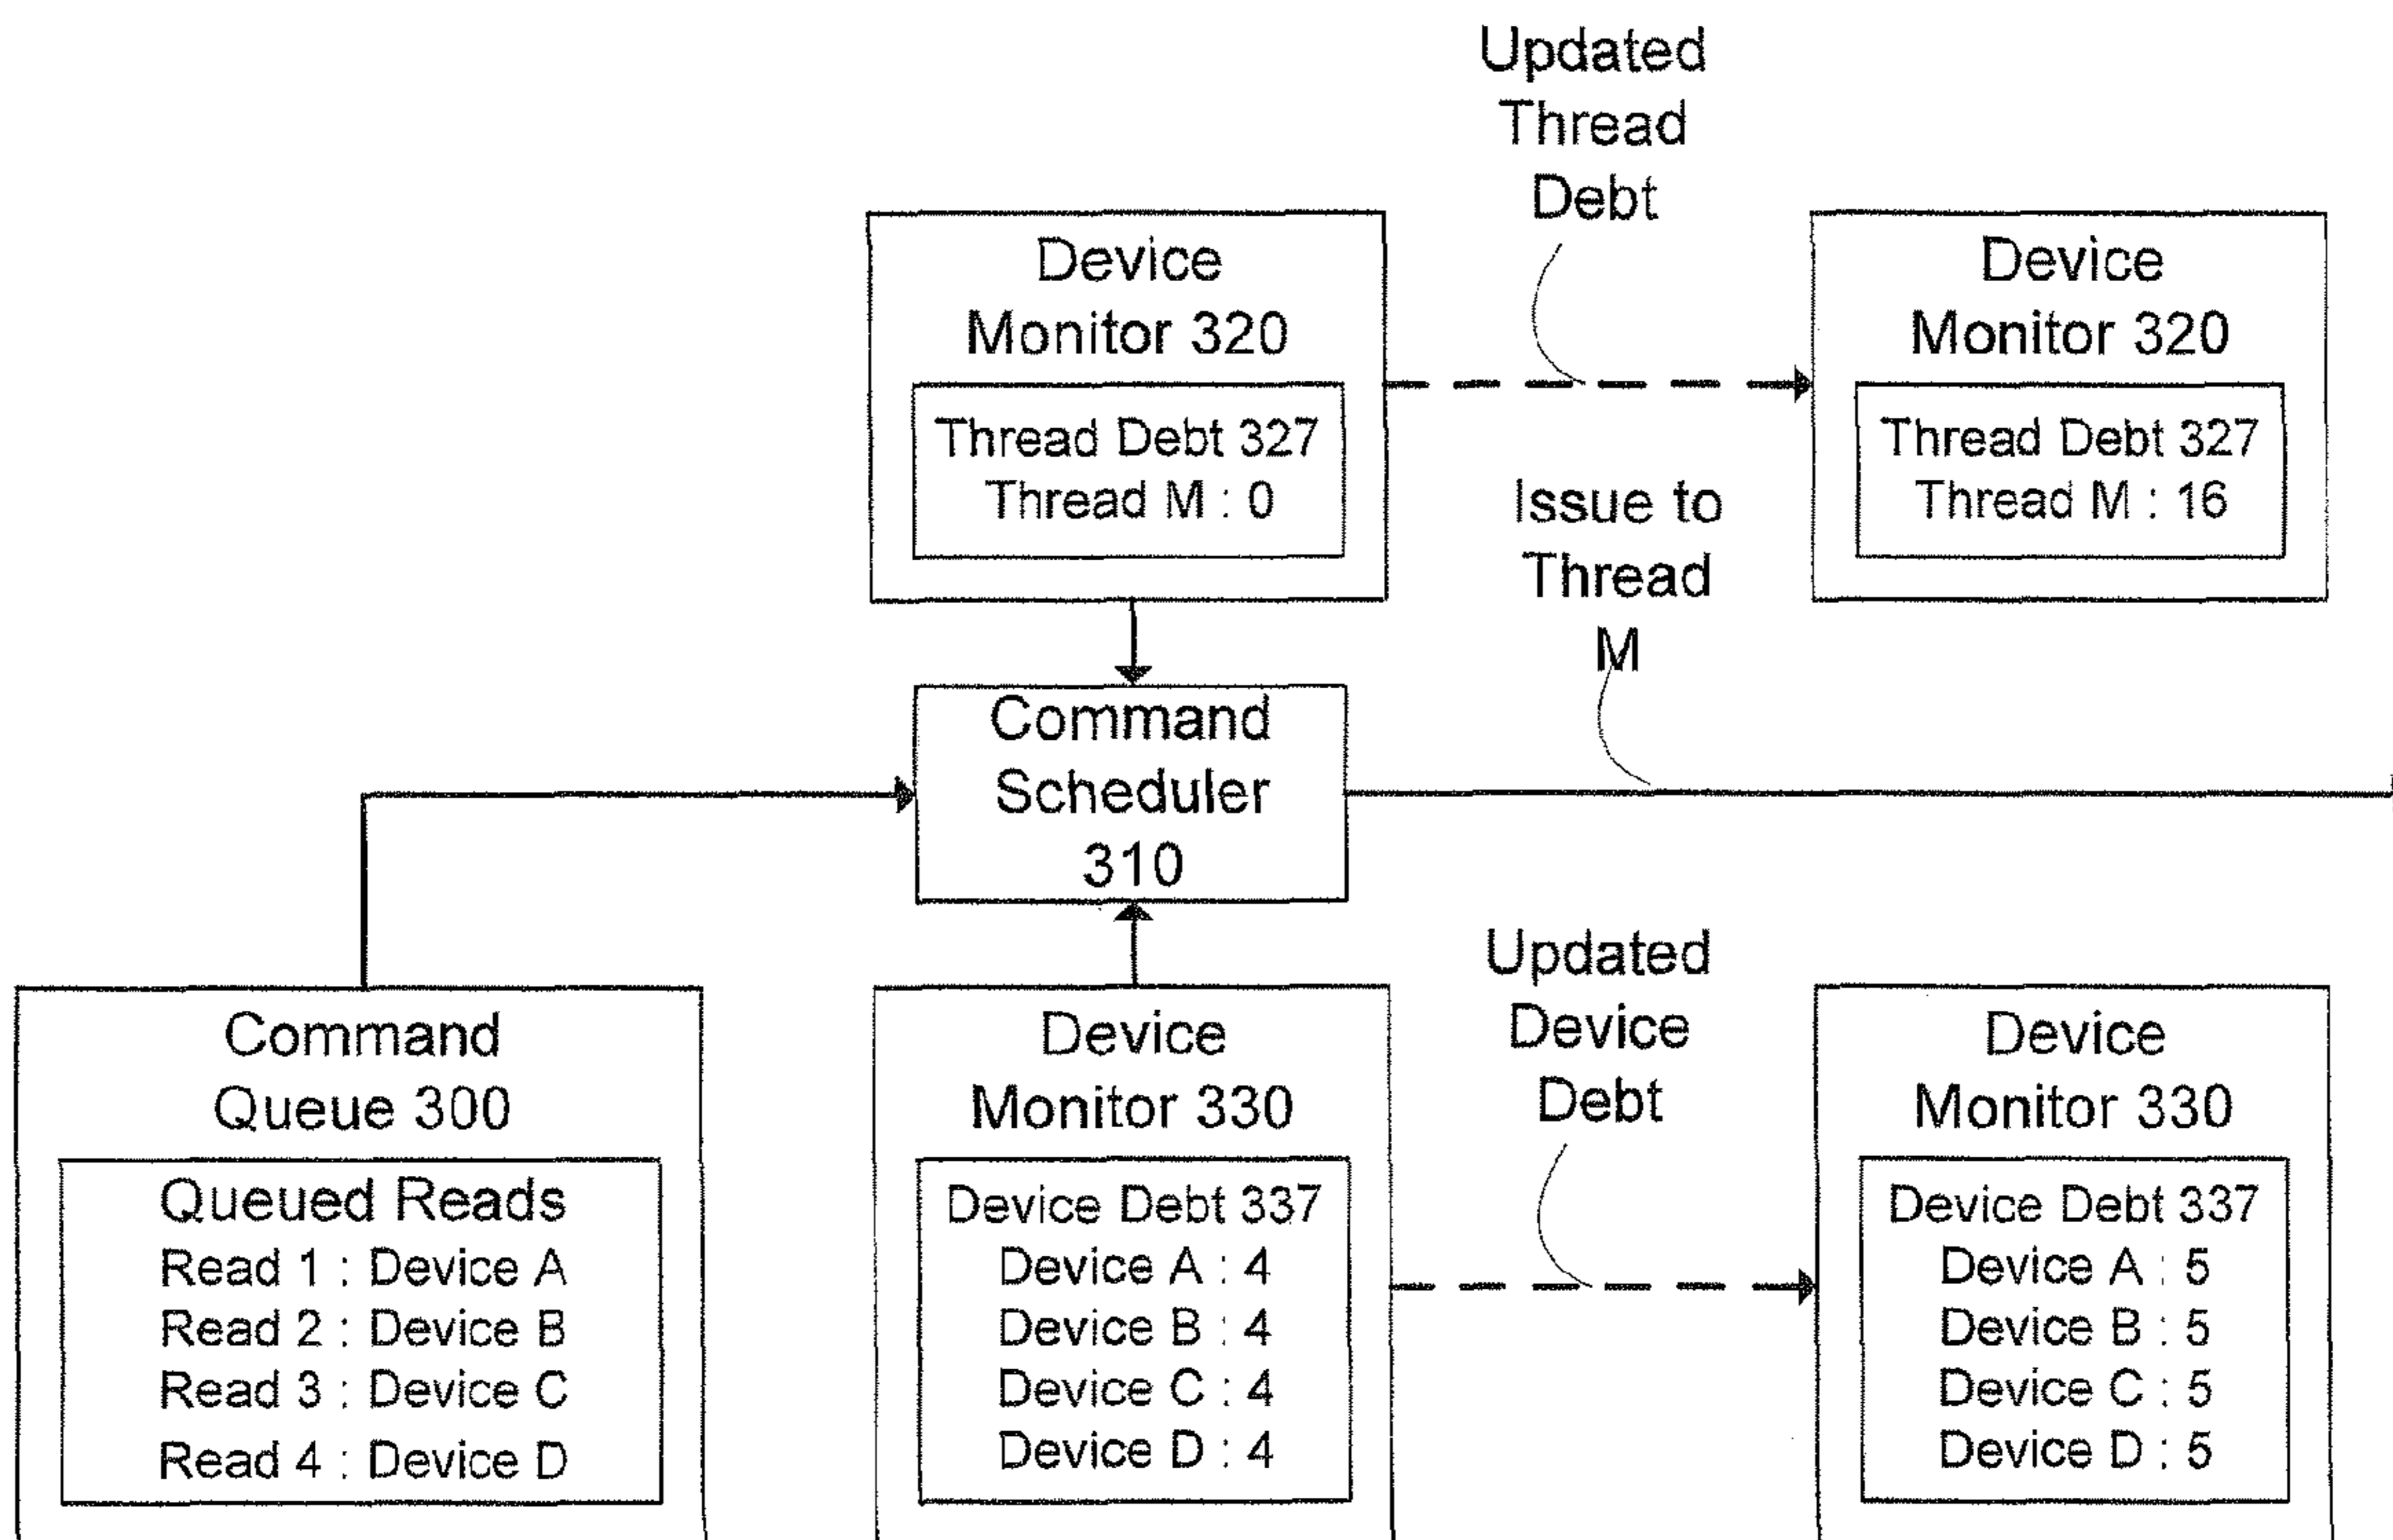 Updated
Thread
Debt
Device
Monitor 320
Thread Debt 327
Thread M : 0
Device
Monitor 320
Thread Debt 327
Thread M : 16
Issue to
Thread
M
Command
Scheduler
310
Command
Queue 300
Queued Reads
Read 1 : Device A
Read 2 : Device B
Read 3 : Device C
Read 4 : Device D
Device
Monitor 330
Device Debt 337
Device A : 4
Device B : 4
Device C : 4
Device D : 4
Updated
Device
Debt
Device
Monitor 330
Device Debt 337
Device A : 5
Device B : 5
Device C : 5
Device D : 5